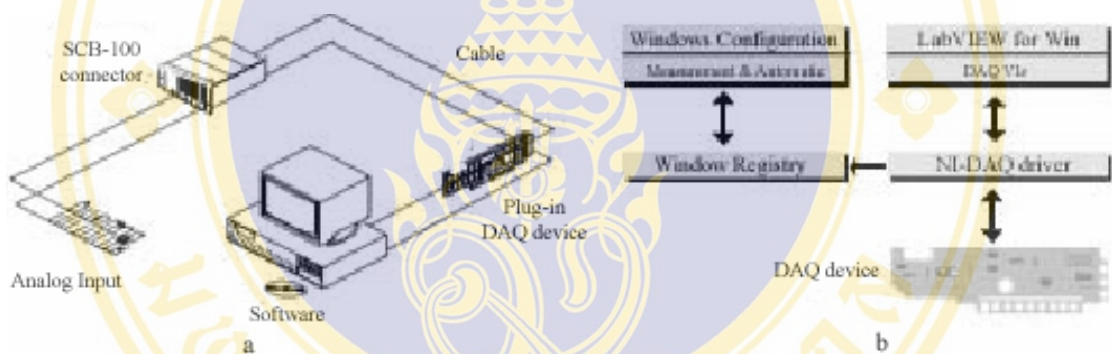 SCB-100
connector
Cable
Plug-in
DAQ device
Analog Input
Software
a
Windows Configuration
Measurement & Automatic
LabVIEW for Win
DAQ VIs
Window Registry
NI-DAQ driver
DAQ device
b